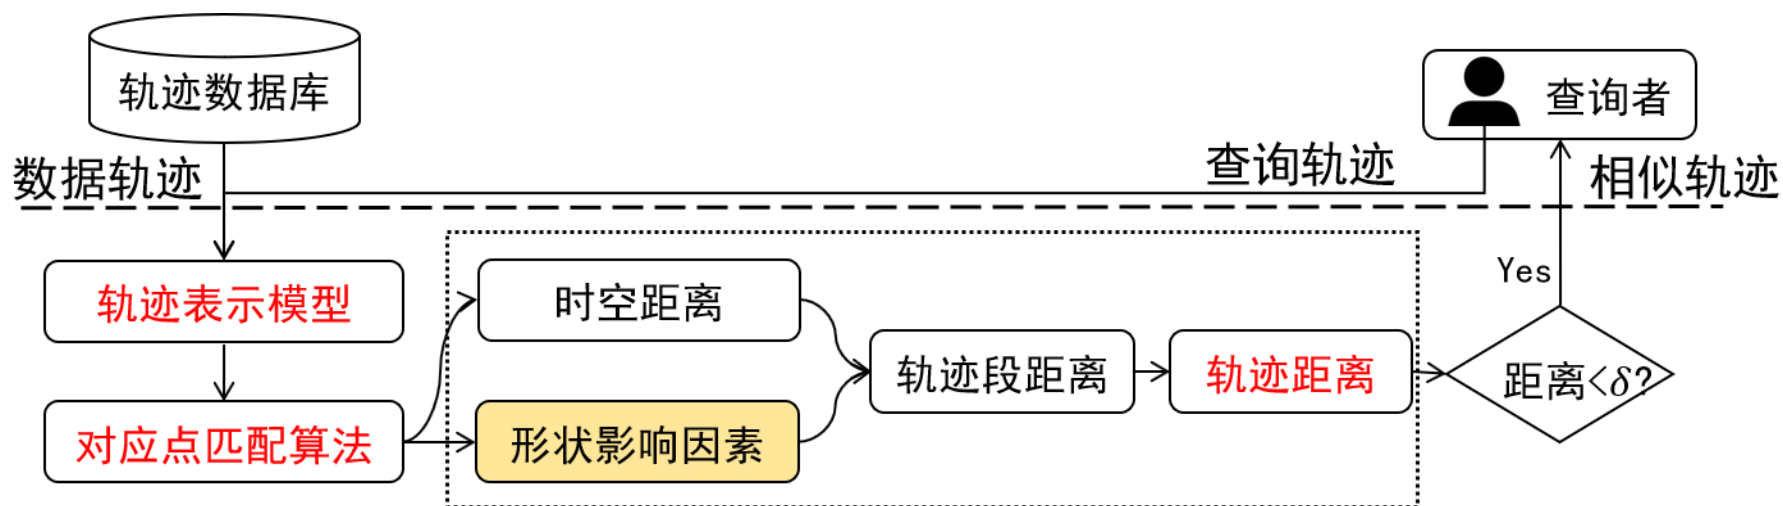 轨迹数据库
查询者
数据轨迹
查询轨迹
相似轨迹
轨迹表示模型
时空距离
Yes
轨迹段距离
轨迹距离
距离<δ?
对应点匹配算法
形状影响因素